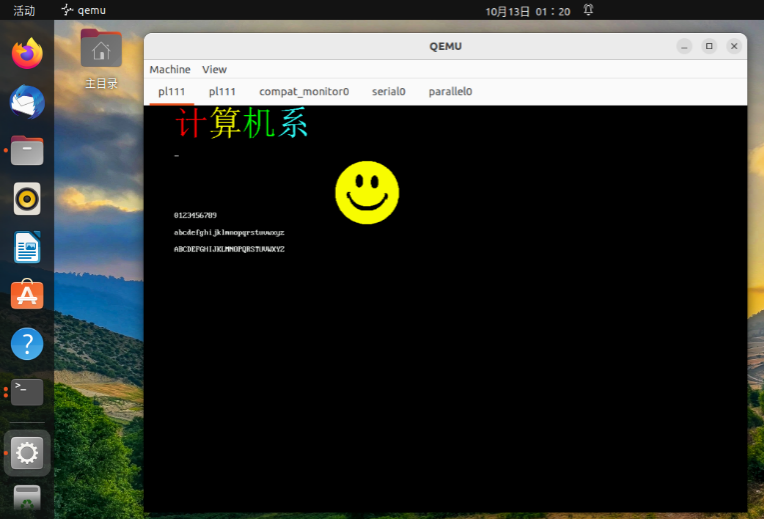 活动 qemu 10月13日 01：20
主目录
QEMU
Machine View
pl111 pl111 compat_monitor0 serial0 parallel0
计算机系
_
0123456789
abcdefghijklmnopqrstuvwxyz
ABCDEFGHIJKLMNOPQRSTUVWXYZ